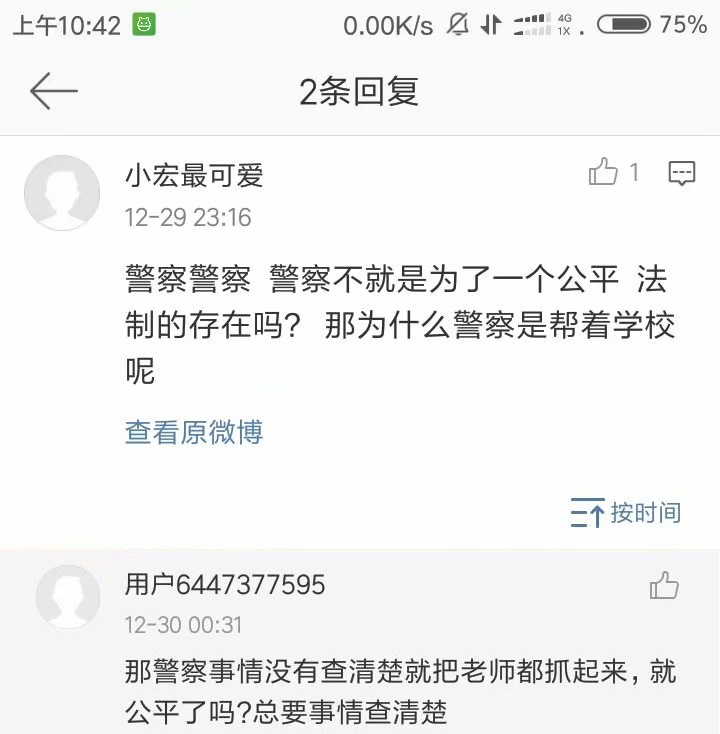 上午10:42
0.00K/s
4G
1X
75%
2条回复
小宏最可爱
1
12-29 23:16
警察警察 警察不就是为了一个公平 法
制的存在吗? 那为什么警察是帮着学校
呢
查看原微博
按时间
用户6447377595
12-30 00:31
那警察事情没有查清楚就把老师都抓起来,就
公平了吗?总要事情查清楚